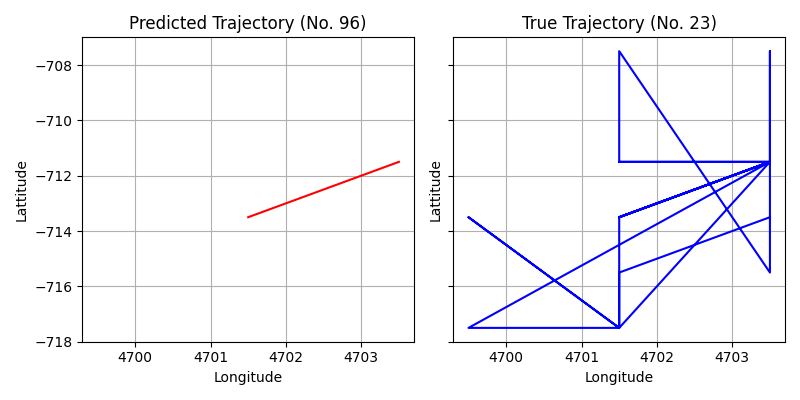 Predicted Trajectory (No. 96)
True Trajectory (No. 23)
−708
−710
−712
−714
−716
−718
Lattitude
Lattitude
4700
4701
4702
4703
4700
4701
4702
4703
Longitude
Longitude